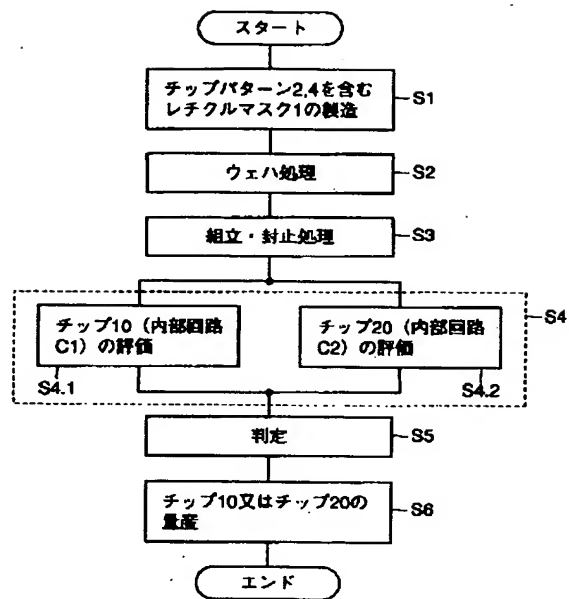 スタート
チップパターン2,4を含む
レチクルマスク1の製造
S1
ウェハ処理
S2
組立・封止処理
S3
S4
チップ10（内部回路
C1）の評価
チップ20（内部回路
C2）の評価
S4.1
S4.2
判定
S5
チップ10又はチップ20の
量産
S6
エンド